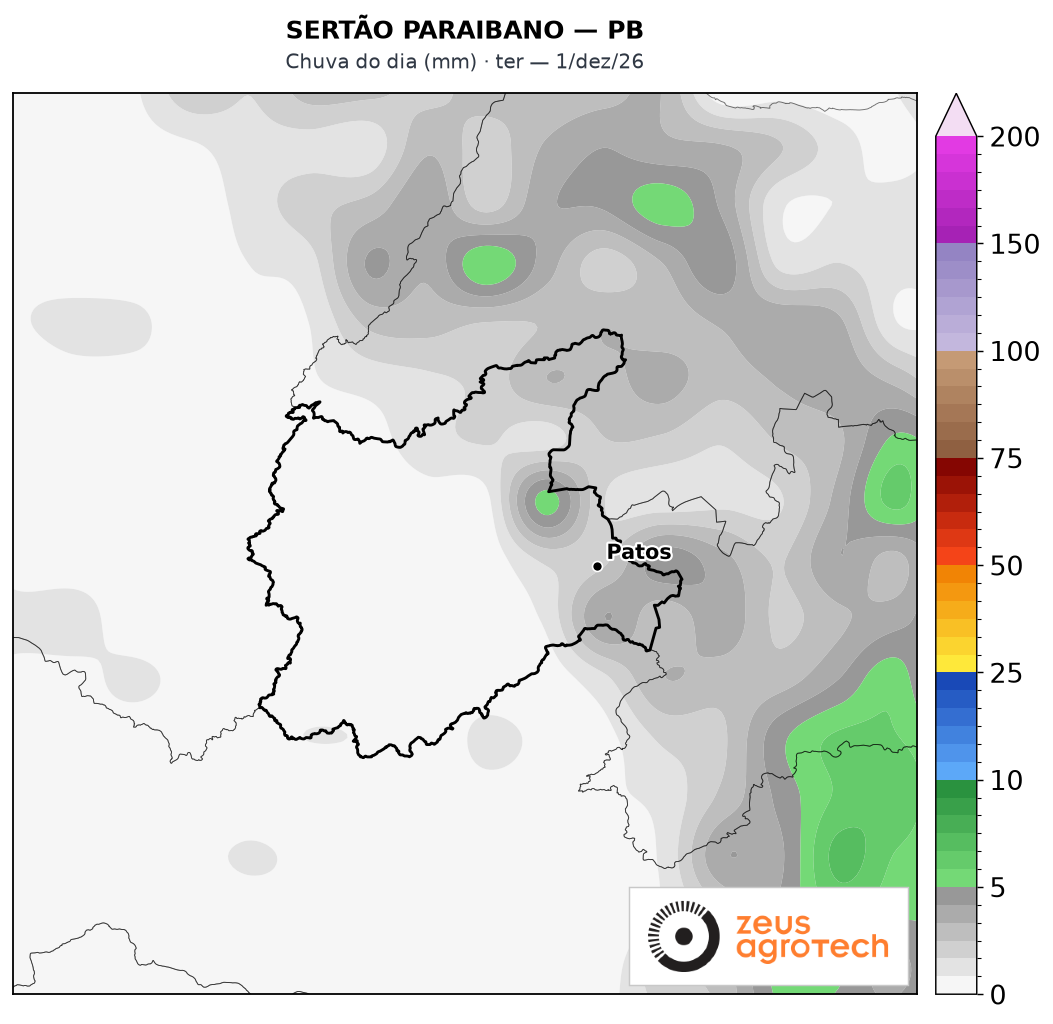 SERTÃO PARAIBANO — PB
Chuva do dia (mm) · ter — 1/dez/26
200
150
100
75
50
25
10
5
0
Patos
zeus
agrotech